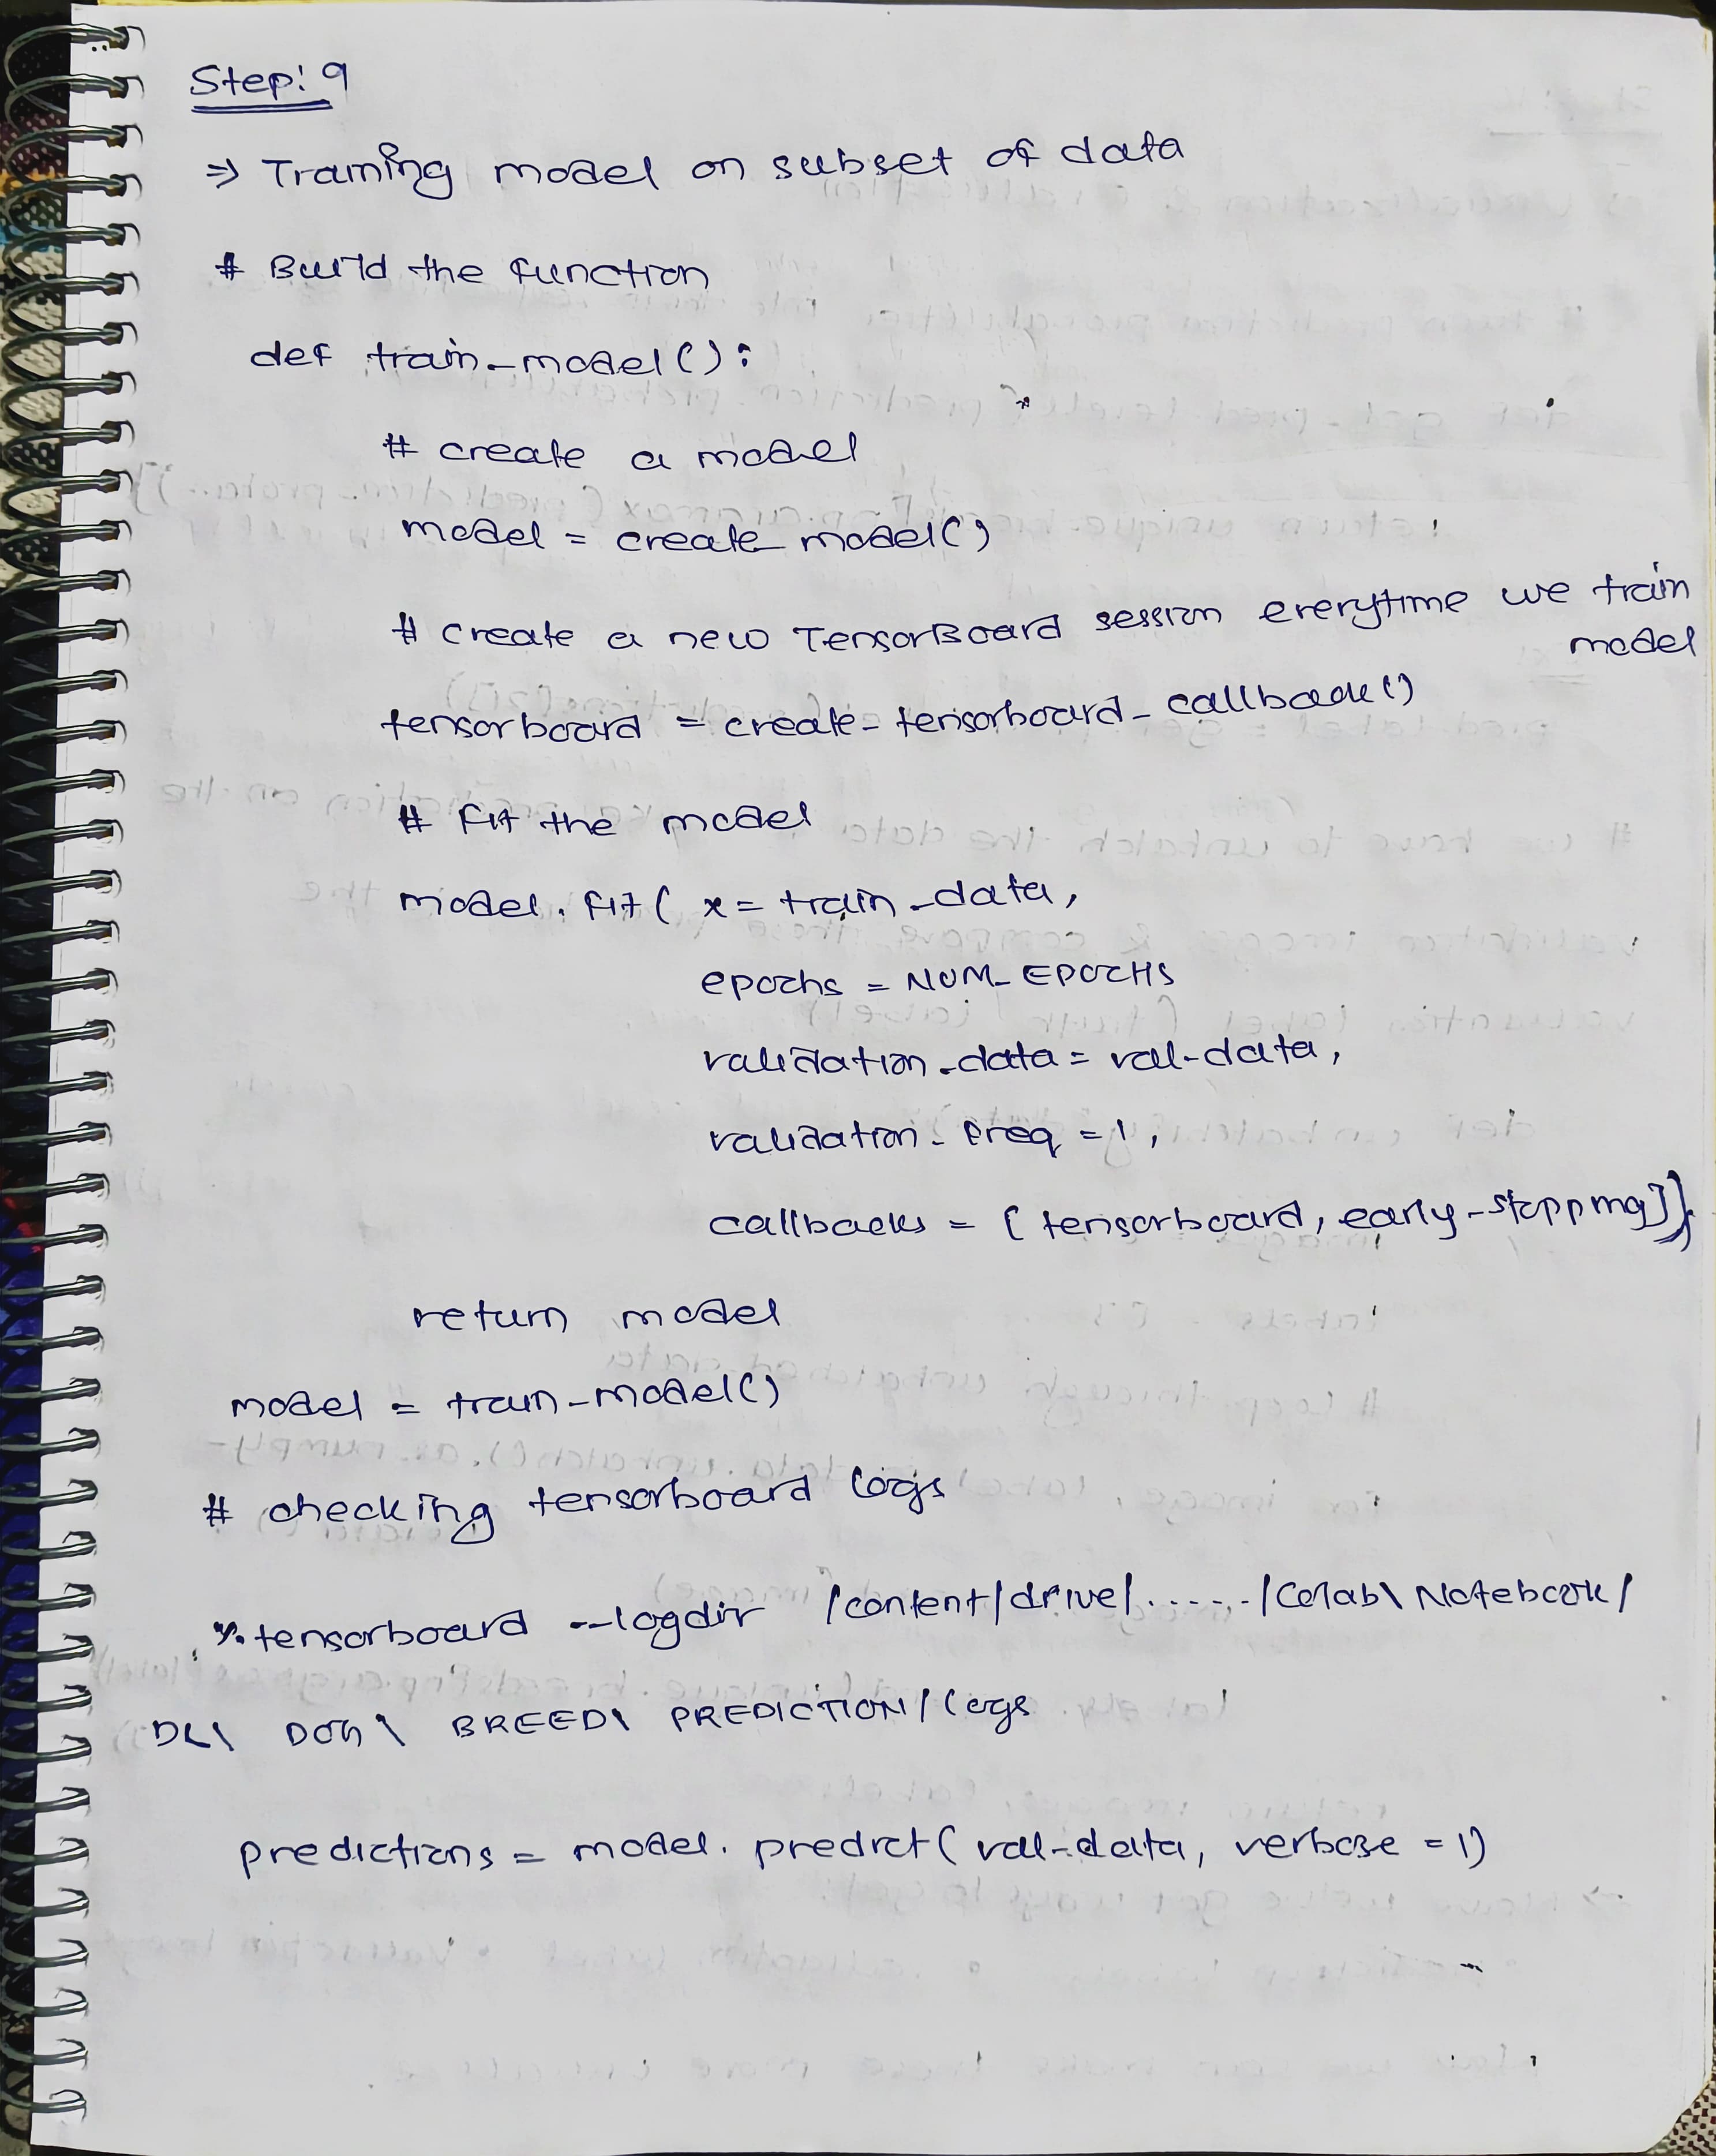 Step: 9
⇒ Training model on subset of data
# Build the function
def train_model():
# create a model
model = create_model()
# create a new TensorBoard session everytime we train
model
tensorboard = create_tensorboard_callback()
# Fit the model
model.fit( x = train_data,
epochs = NUM_EPOCHS
validation_data = val_data,
validation_freq = 1,
callbacks = [tensorboard, early_stopping])
return model
model = train_model()
# checking tensorboard logs
%tensorboard --logdir /content/drive/....../Colab\ Notebook/
DL\ DOG\ BREED\ PREDICTION/logs
predictions = model.predict(val_data, verbose = 1)